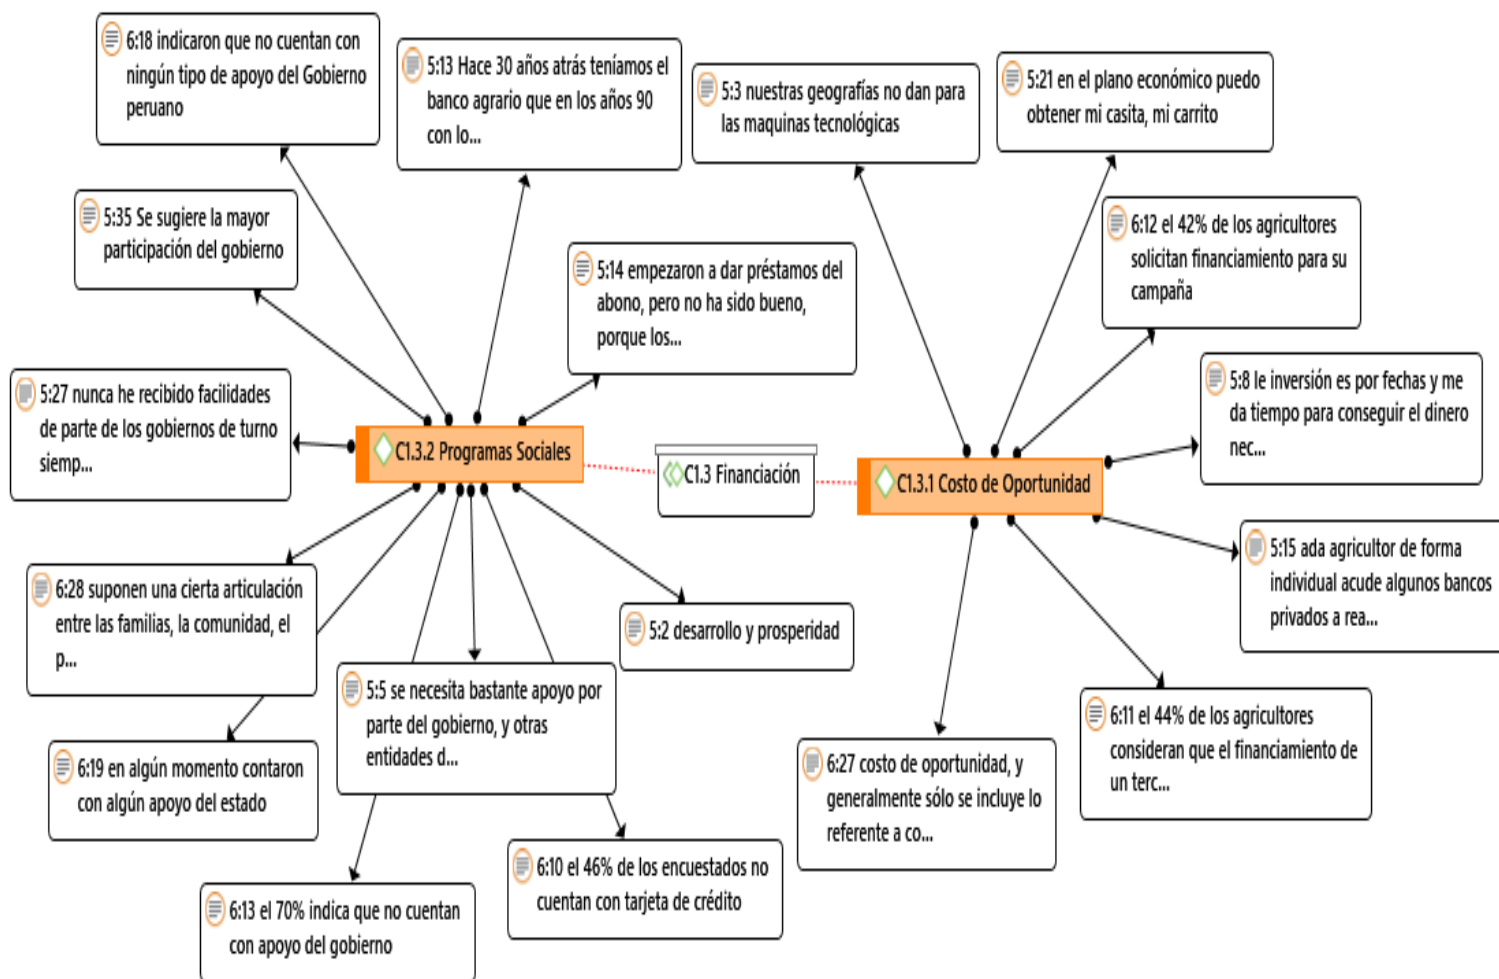 6:18 indicaron que no cuentan con
ningún tipo de apoyo del Gobierno
peruano
5:13 Hace 30 años atrás teníamos el
banco agrario que en los años 90
con lo...
5:3 nuestras geografías no dan para
las maquinas tecnológicas
5:21 en el plano económico puedo
obtener mi casita, mi carrito
5:35 Se sugiere la mayor
participación del gobierno
5:14 empezaron a dar préstamos del
abono, pero no ha sido bueno,
porque los...
6:12 el 42% de los agricultores
solicitan financiamiento para su
campaña
5:27 nunca he recibido facilidades
de parte de los gobiernos de turno
siemp...
5:8 le inversión es por fechas y me
da tiempo para conseguir el dinero
nec...
C1.3.2 Programas Sociales
C1.3 Financiación
C1.3.1 Costo de Oportunidad
5:15 ada agricultor de forma
individual acude algunos bancos
privados a rea...
6:28 suponen una cierta articulación
entre las familias, la comunidad, el
p...
5:2 desarrollo y prosperidad
5:5 se necesita bastante apoyo por
parte del gobierno, y otras
entidades d...
6:11 el 44% de los agricultores
consideran que el financiamiento de
un terc...
6:19 en algún momento contaron
con algún apoyo del estado
6:27 costo de oportunidad, y
generalmente sólo se incluye lo
referente a co...
6:10 el 46% de los encuestados no
cuentan con tarjeta de crédito
6:13 el 70% indica que no cuentan
con apoyo del gobierno